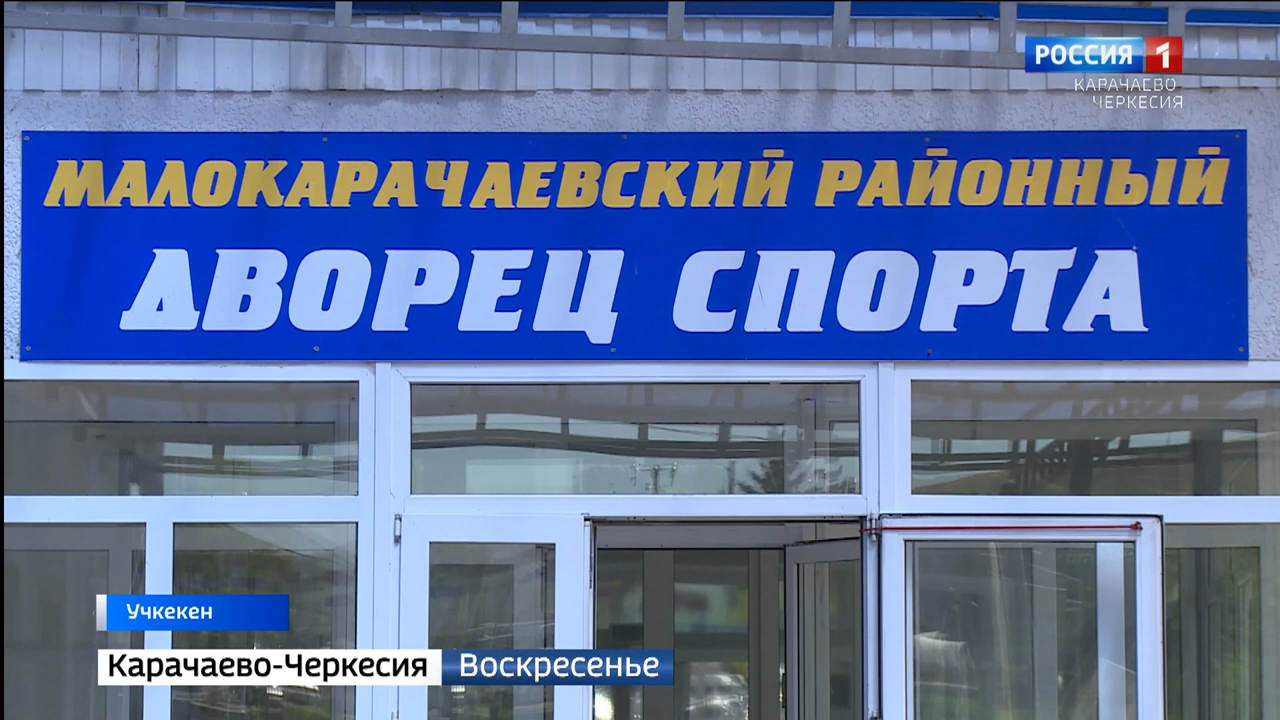 РОССИЯ 1
КАРАЧАЕВО
ЧЕРКЕСИЯ
МАЛОКАРАЧАЕВСКИЙ РАЙОННЫЙ
ДВОРЕЦ СПОРТА
Учкекен
Карачаево-Черкесия Воскресенье